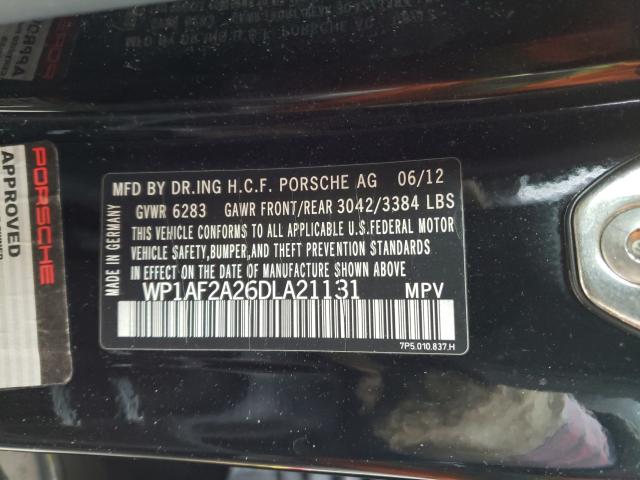 MFD BY DR.ING H.C.F. PORSCHE AG 06/12
GVWR 6283 GAWR FRONT/REAR 3042/3384 LBS
THIS VEHICLE CONFORMS TO ALL APPLICABLE U.S.FEDERAL MOTOR
VEHICLE SAFETY,BUMPER,AND THEFT PREVENTION STANDARDS
IN EFFECT ON THE DATE OF MANUFACTURE SHOWN ABOVE.
WP1AF2A26DLA21131 MPV
7P5.010.837.H
MADE IN GERMANY
APPROVED
PORSCHE